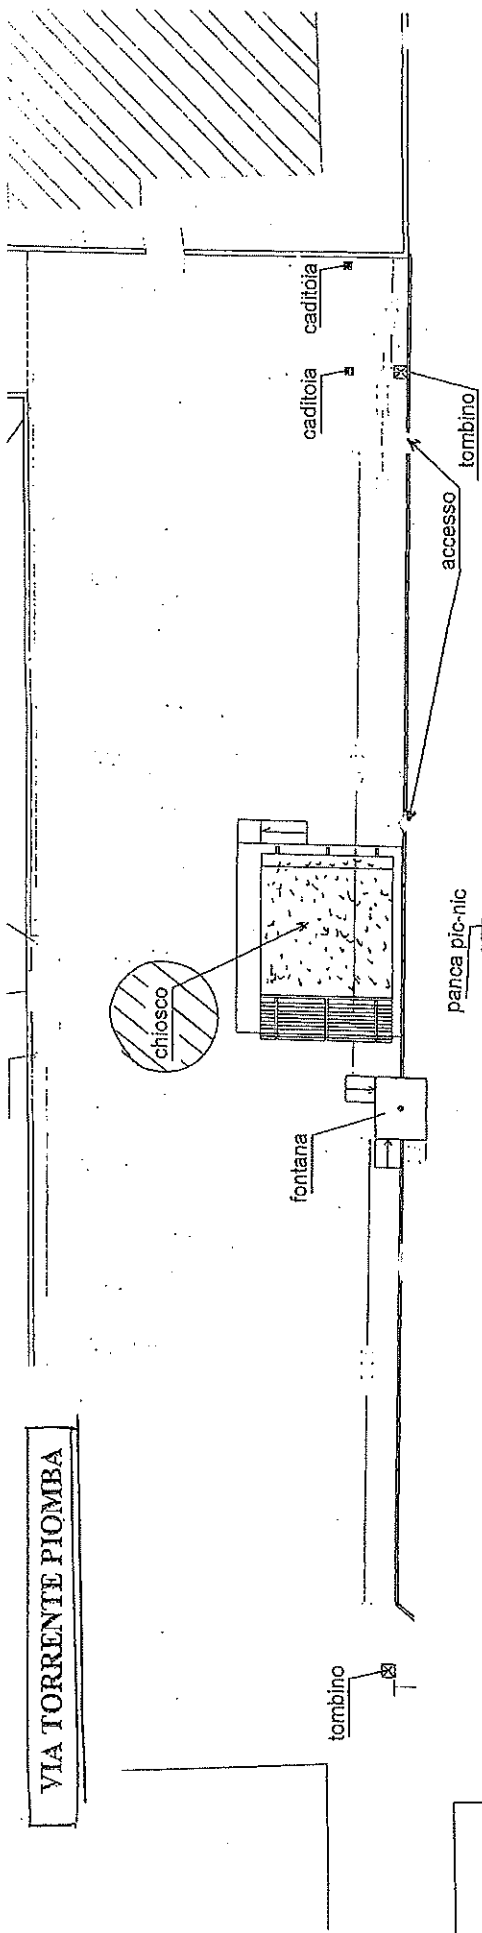 VIA TORRENTE PIOMBA
tombino
fontana
chiosco
panca pic-nic
accesso
caditoia
caditoia
tombino